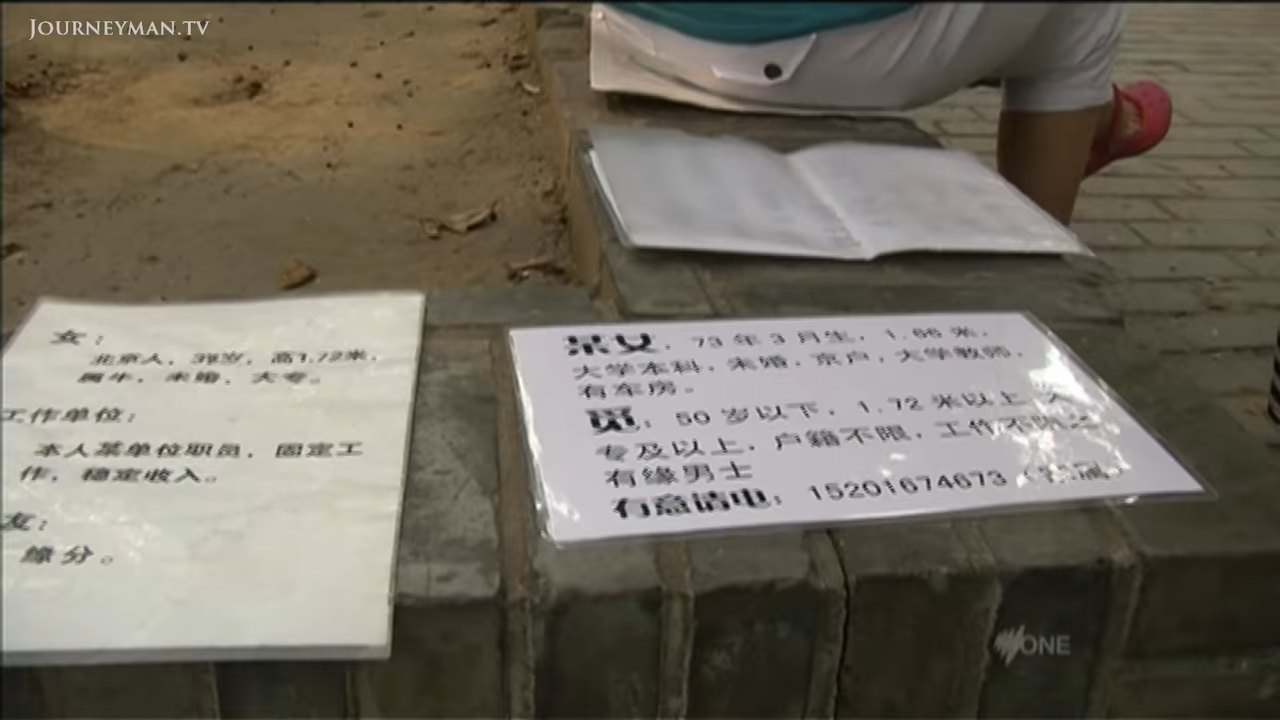 JOURNEYMAN.TV
女：
北京人，38岁，高1.72米，
属牛，未婚，大专。
工作单位：
本人某单位职员，固定工
作，稳定收入。
友：
缘分。
京女，73年3月生，1.66米，
大学本科，未婚，京户，大学教师，
有车房。
觅：50岁以下，1.72米以上
专及以上，户籍不限，工作不限之
有缘男士
有意请电：15201674673
ONE